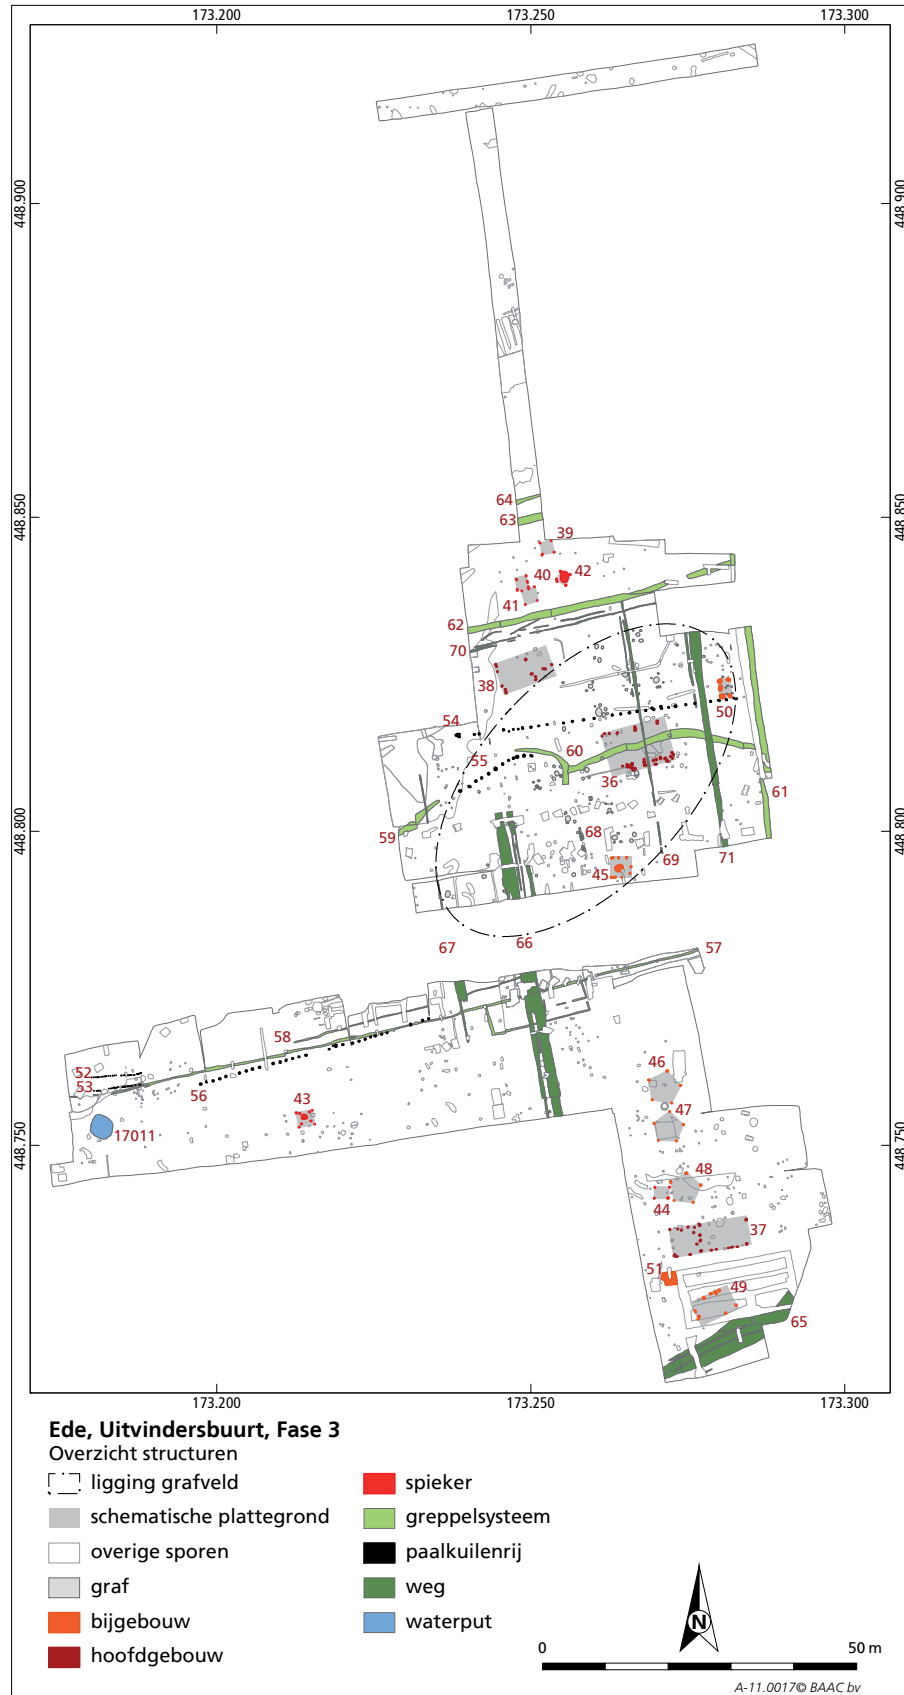 173.200 173.250 173.300
448.900 448.900
448.850 448.850
64
63
39
40 42
41
62
70
38
50
54
55
60
36
61
59
68
69
71
45
67 66 57
58
52
53
56
43
17011
46
47
48
44
37
51
49
65
448.800 448.800
448.750 448.750
173.200 173.250 173.300
Ede, Uitvindersbuurt, Fase 3
Overzicht structuren
ligging grafveld
schematische plattegrond
overige sporen
graf
bijgebouw
hoofdgebouw
spieker
greppelsysteem
paalkuilenrij
weg
waterput
N
0 50 m
A-11.0017© BAAC bv